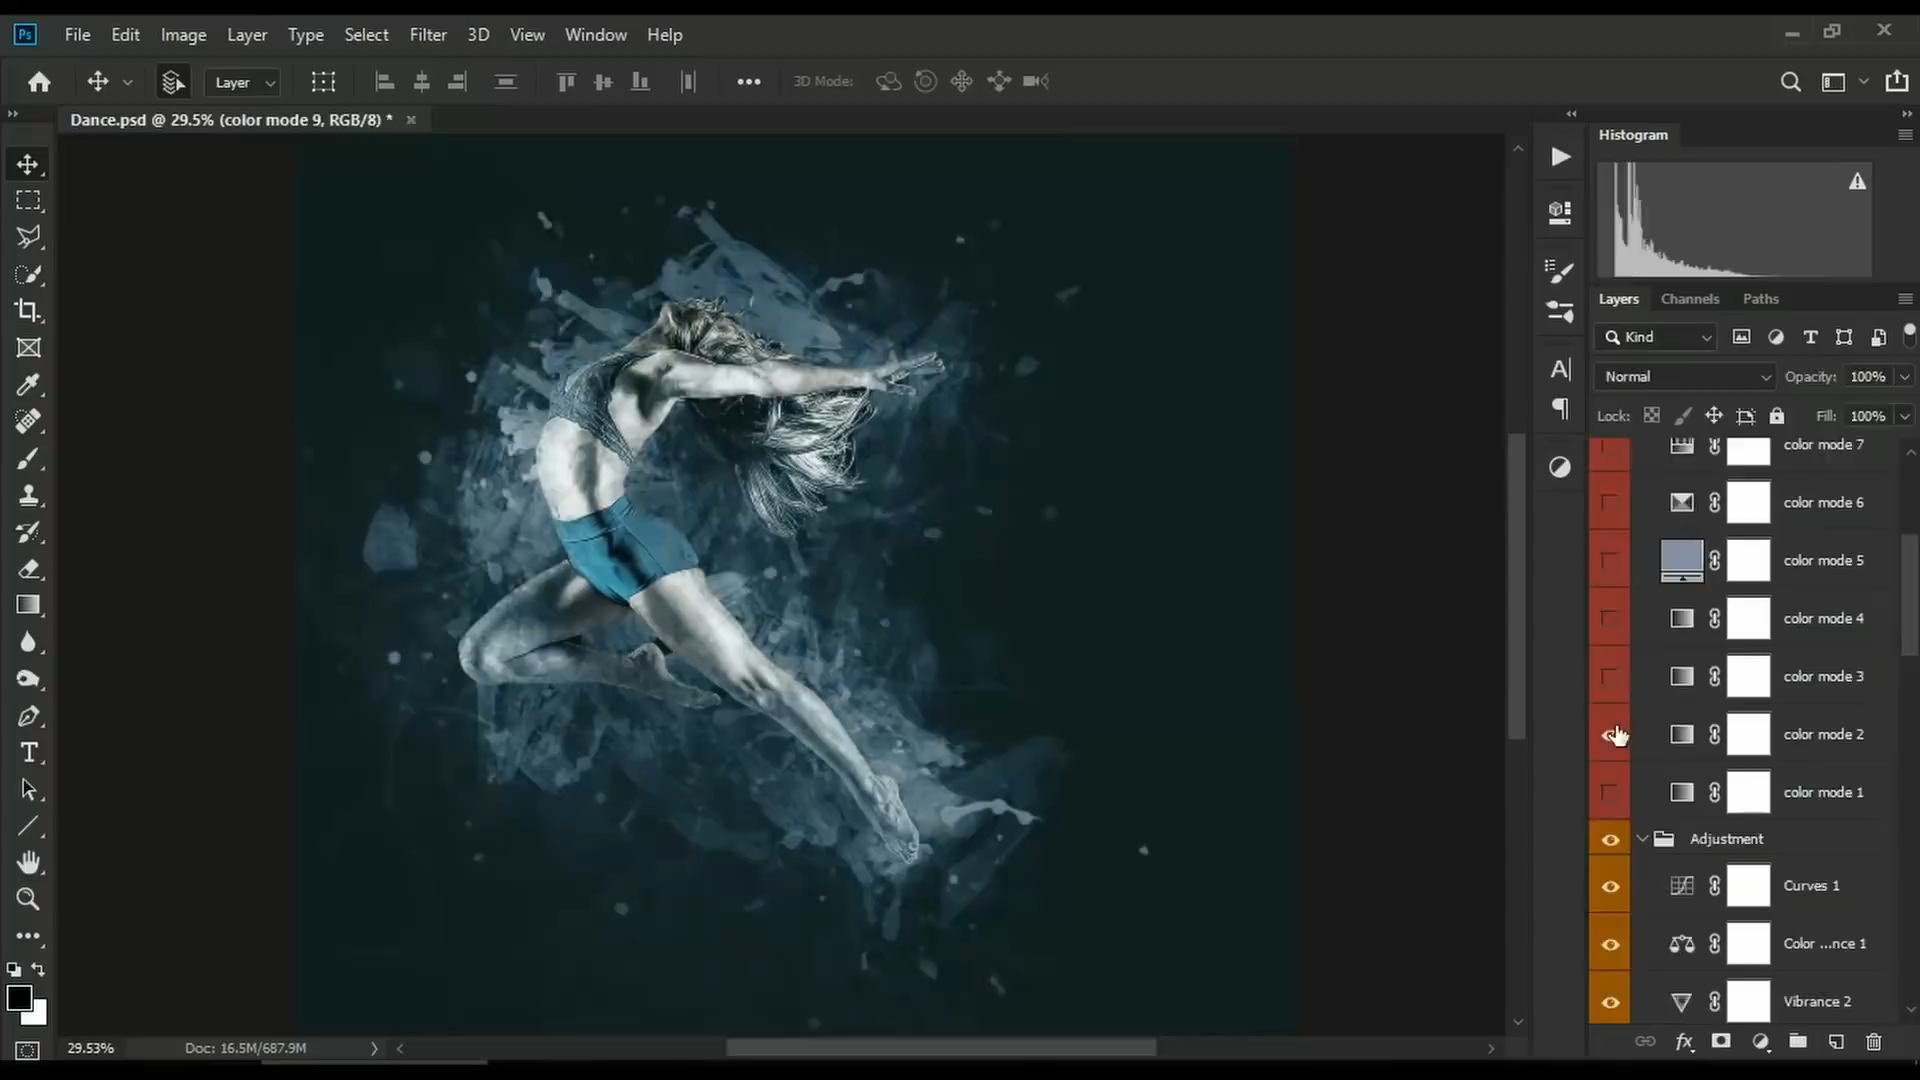 Ps File Edit Image Layer Type Select Filter 3D View Window Help
Layer 3D Mode:
Dance.psd @ 29.5% (color mode 9, RGB/8) *
Histogram
Layers Channels Paths
Kind T
Normal Opacity: 100%
Lock: Fill: 100%
color mode 7
color mode 6
color mode 5
color mode 4
color mode 3
color mode 2
color mode 1
Adjustment
Curves 1
Color ...nce 1
Vibrance 2
fx
T
A
29.53% Doc: 16.5M/687.9M